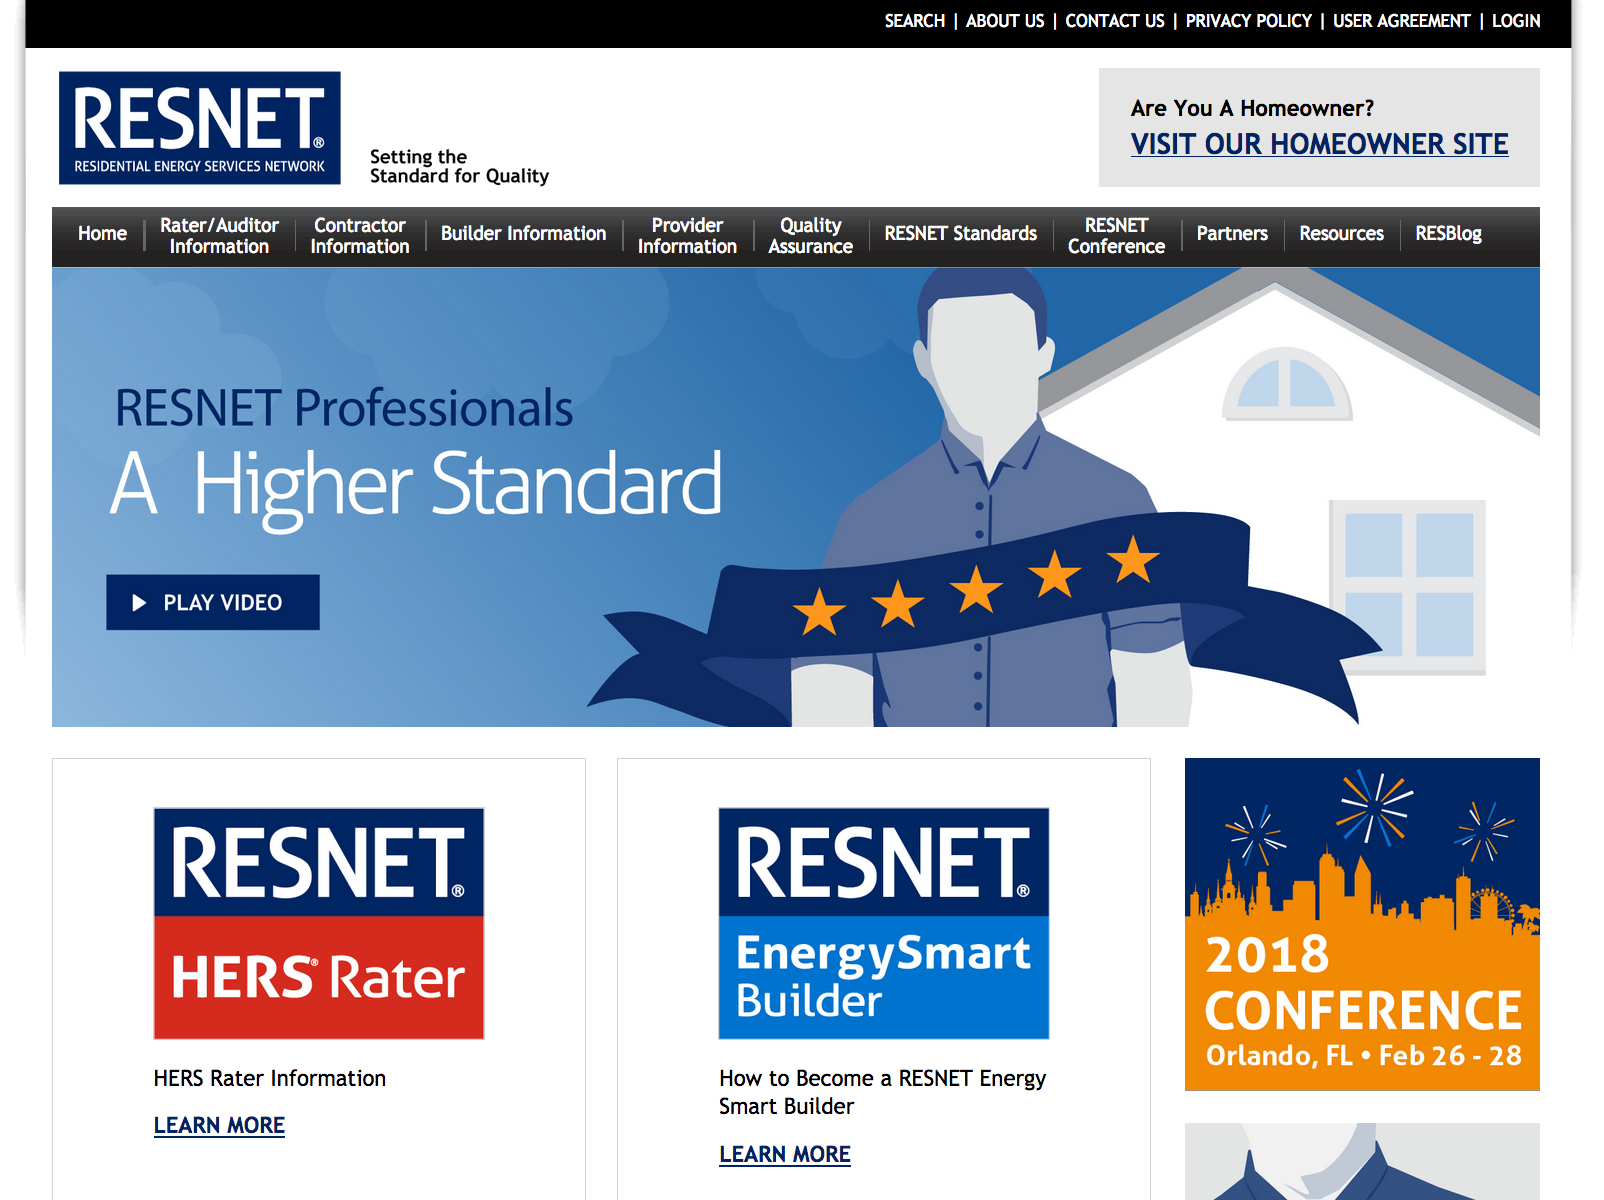 SEARCH | ABOUT US | CONTACT US | PRIVACY POLICY | USER AGREEMENT | LOGIN
RESNET®
RESIDENTIAL ENERGY SERVICES NETWORK
Setting the
Standard for Quality
Are You A Homeowner?
VISIT OUR HOMEOWNER SITE
Home
Rater/Auditor
Information
Contractor
Information
Builder Information
Provider
Information
Quality
Assurance
RESNET Standards
RESNET
Conference
Partners
Resources
RESBlog
RESNET Professionals
A Higher Standard
PLAY VIDEO
RESNET®
HERS® Rater
HERS Rater Information
LEARN MORE
RESNET®
EnergySmart
Builder
How to Become a RESNET Energy
Smart Builder
LEARN MORE
2018
CONFERENCE
Orlando, FL • Feb 26 - 28